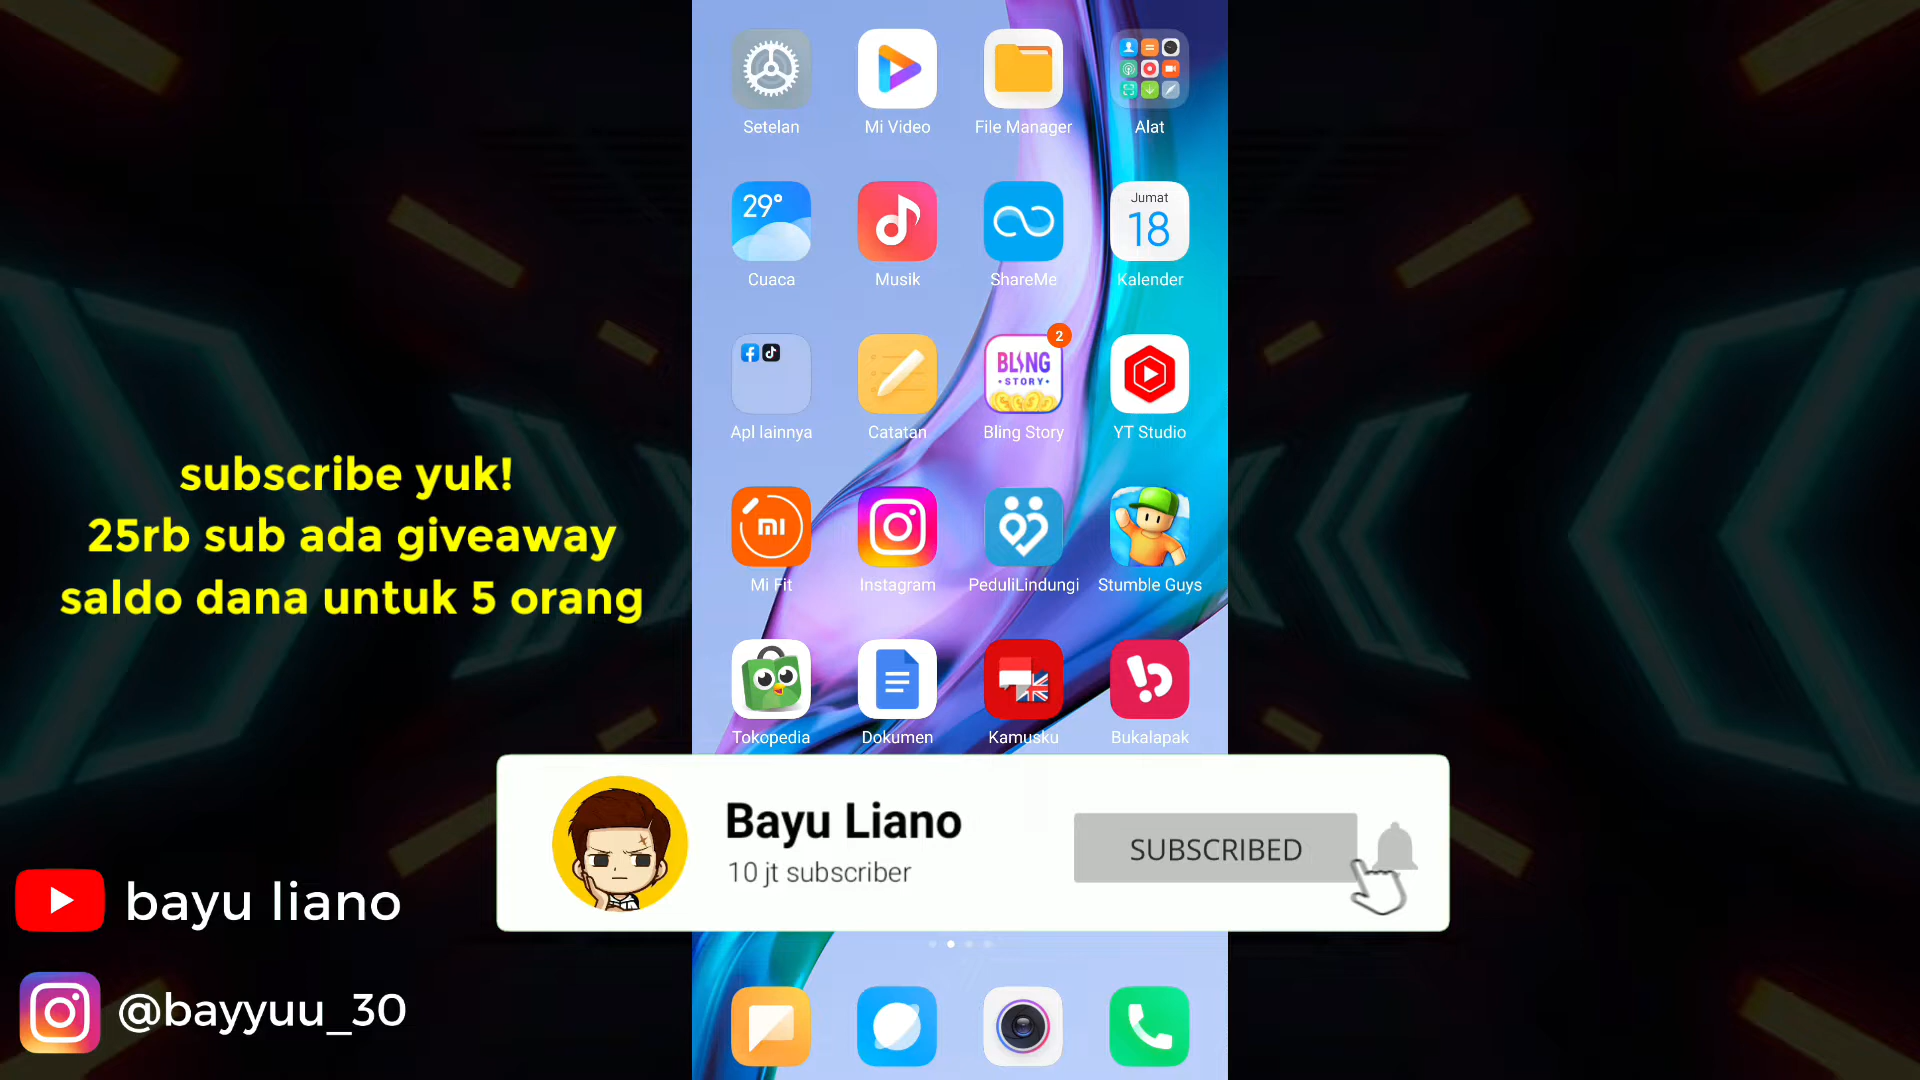 Setelan
Mi Video
File Manager
Alat
29°
Jumat
18
Cuaca
Musik
ShareMe
Kalender
2
BLING
STORY
Apl lainnya
Catatan
Bling Story
YT Studio
subscribe yuk!
25rb sub ada giveaway
saldo dana untuk 5 orang
mi
Mi Fit
Instagram
PeduliLindungi
Stumble Guys
Tokopedia
Dokumen
Kamusku
Bukalapak
Bayu Liano
10 jt subscriber
SUBSCRIBED
bayu liano
@bayyuu_30